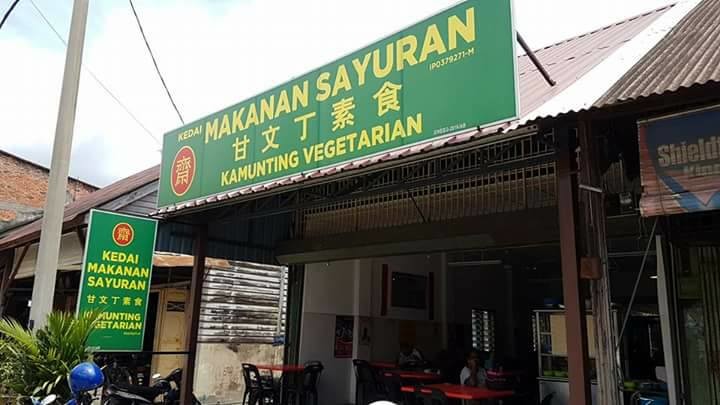 KEDAI MAKANAN SAYURAN
IP0379271-M
齋 甘文丁素食
KAMUNTING VEGETARIAN
齋
KEDAI
MAKANAN
SAYURAN
甘文丁素食
KAMUNTING
VEGETARIAN
Shield